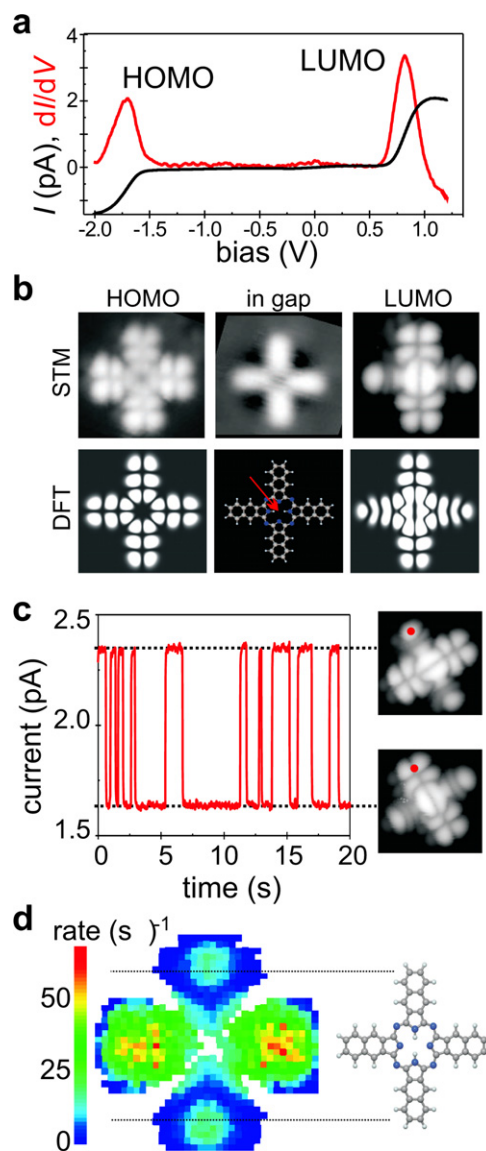 a
4
2
0
I (pA), dI/dV
HOMO
LUMO
-2.0 -1.5 -1.0 -0.5 0.0 0.5 1.0
bias (V)
b
HOMO in gap LUMO
STM
DFT
c
2.5
2.0
1.5
current (pA)
0 5 10 15 20
time (s)
d
rate (s )-1
50
25
0